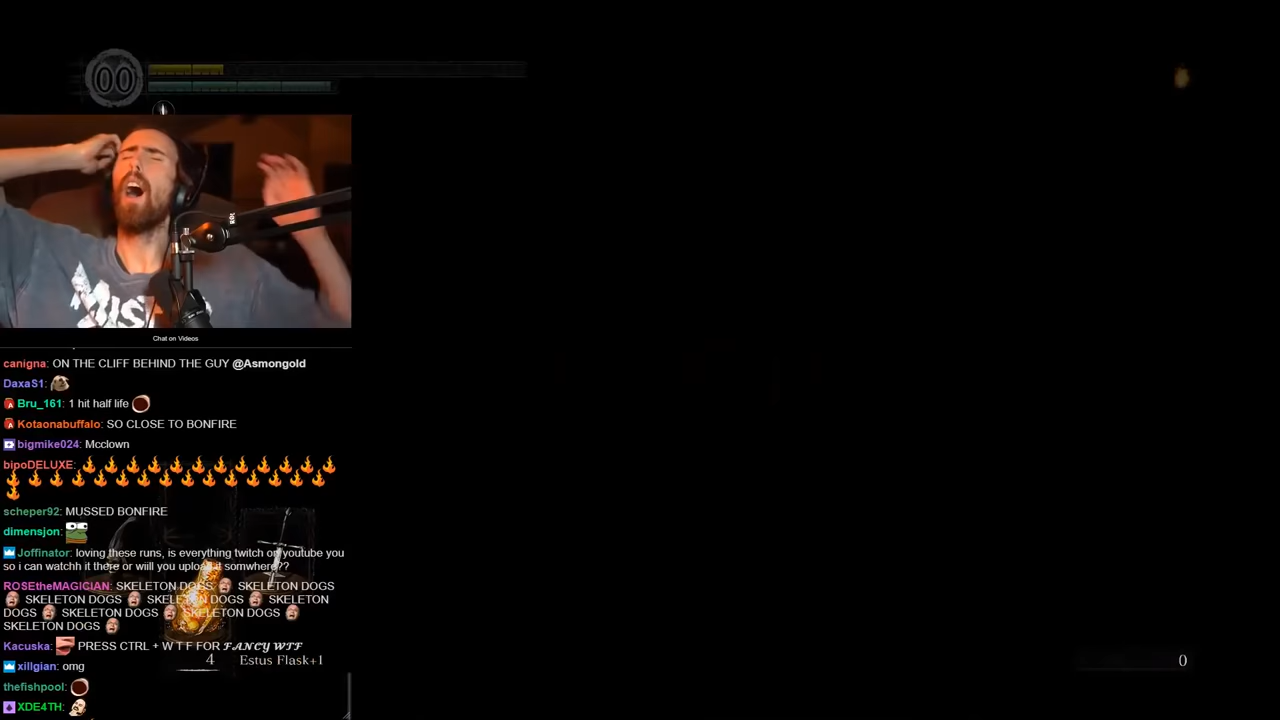 00
Chat on Videos
canigna: ON THE CLIFF BEHIND THE GUY @Asmongold
DaxaS1:
Bru_161: 1 hit half life
Kotaonabuffalo: SO CLOSE TO BONFIRE
bigmike024: Mcclown
bipoDELUXE:
scheper92: MUSSED BONFIRE
dimensjon:
Joffinator: loving these runs, is everything twitch or youtube you
so i can watchh it there or wiill you upload it somwhere??
ROSEtheMAGICIAN: SKELETON DOGS SKELETON DOGS
SKELETON DOGS SKELETON DOGS SKELETON
DOGS SKELETON DOGS SKELETON DOGS
SKELETON DOGS
Kacuska: PRESS CTRL + W T F FOR 𝓕𝓐𝓝𝓒𝓨 𝓦𝓣𝓕
4 Estus Flask+1
0
xillgian: omg
thefishpool:
XDE4TH: